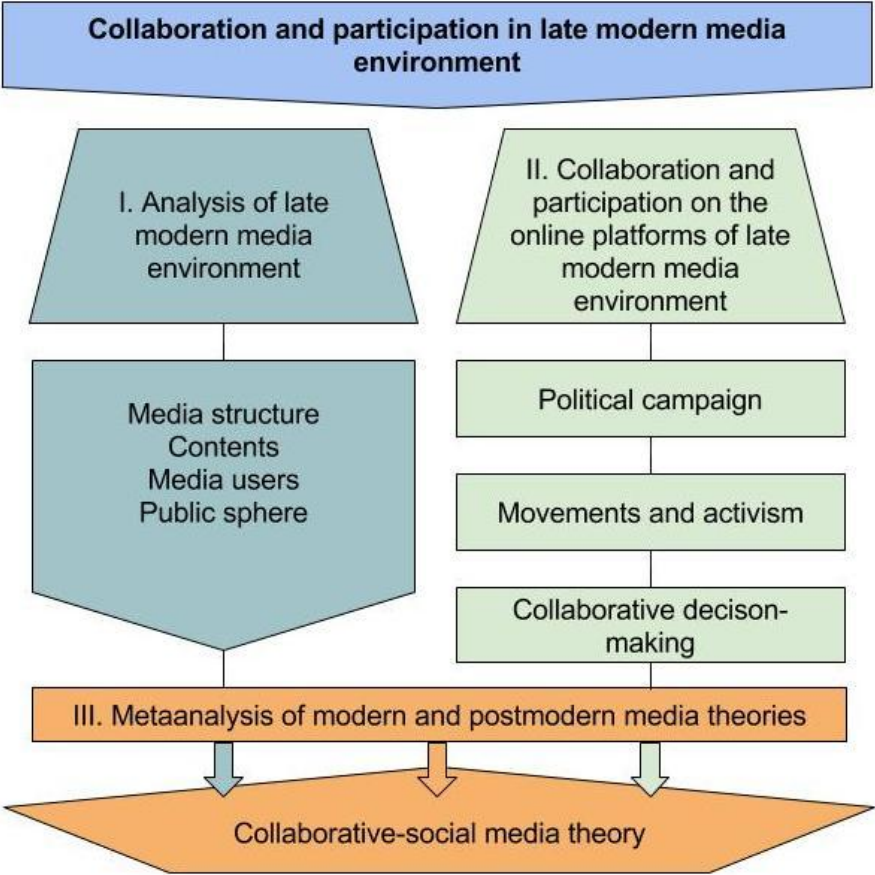 Collaboration and participation in late modern media
environment
I. Analysis of late
modern media
environment
II. Collaboration and
participation on the
online platforms of late
modern media
environment
Media structure
Contents
Media users
Public sphere
Political campaign
Movements and activism
Collaborative decison-
making
III. Metaanalysis of modern and postmodern media theories
Collaborative-social media theory